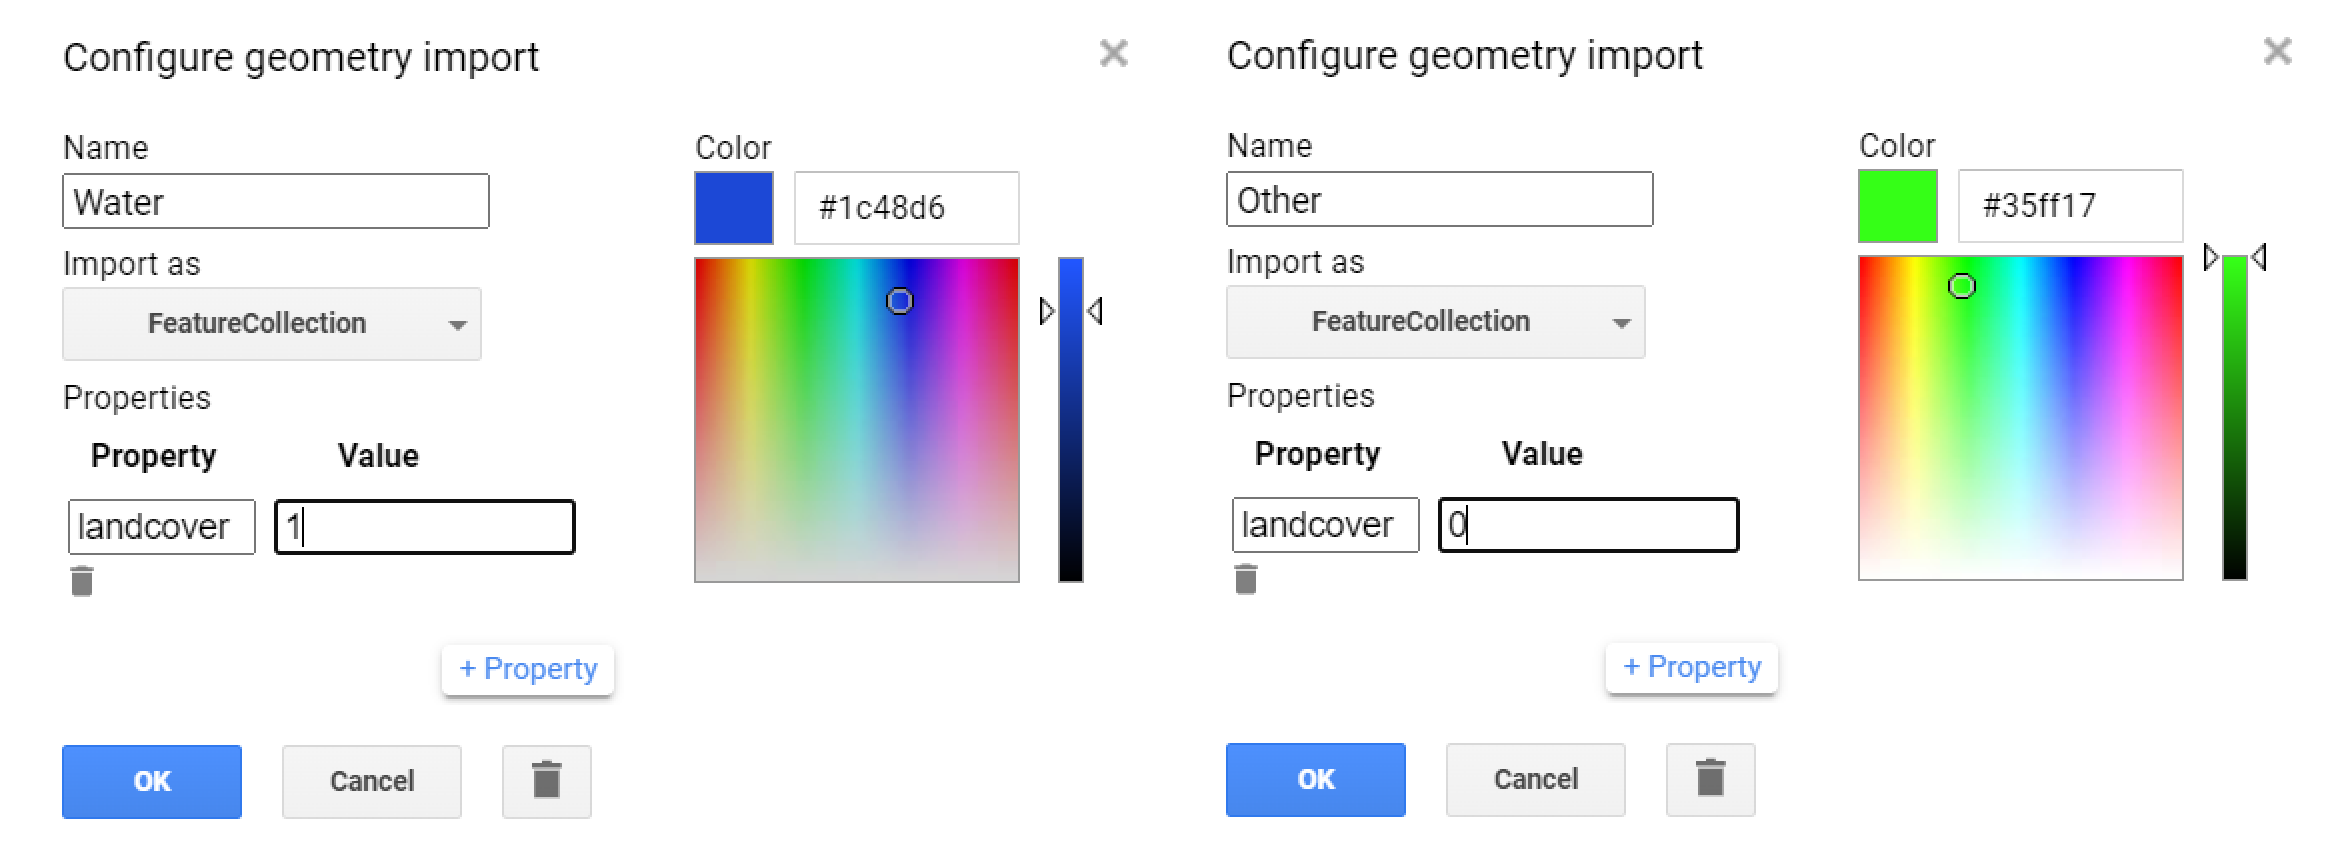 Configure geometry import
Name
Water
Import as
FeatureCollection
Properties
Property Value
landcover 1
+ Property
OK Cancel
Color
#1c48d6
Configure geometry import
Name
Other
Import as
FeatureCollection
Properties
Property Value
landcover 0
+ Property
OK Cancel
Color
#35ff17